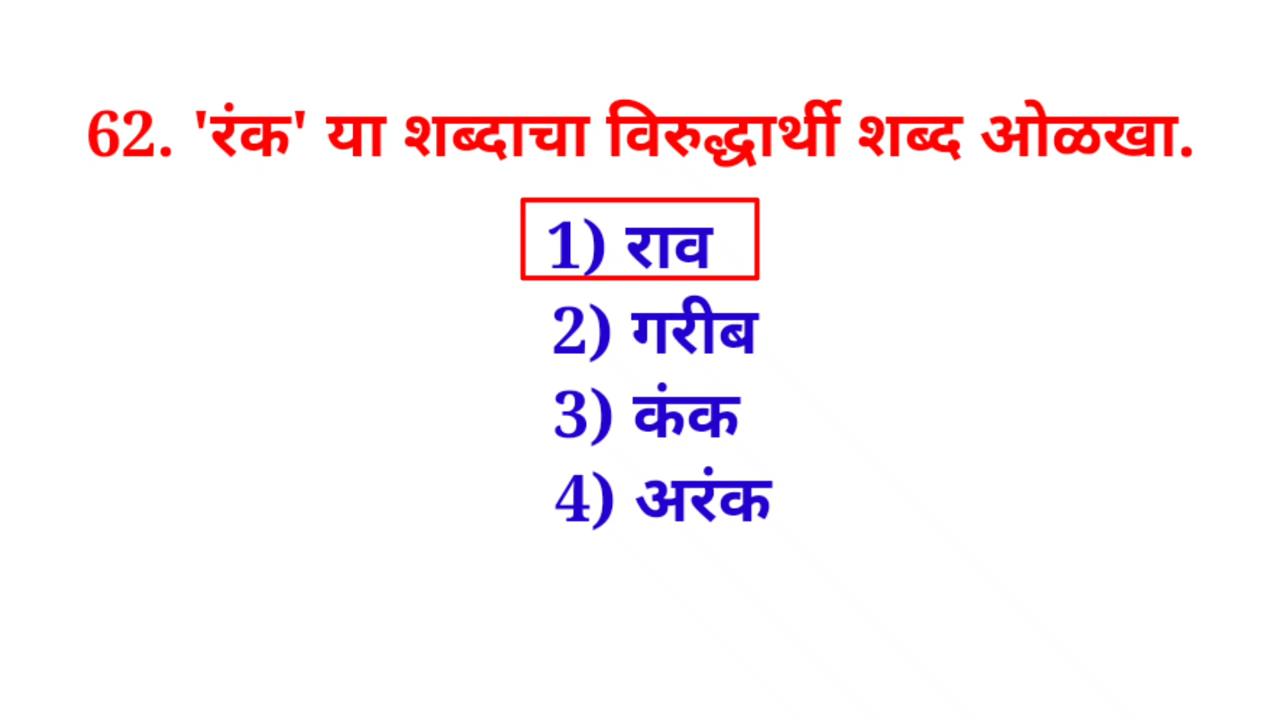 62. 'रंक' या शब्दाचा विरुद्धार्थी शब्द ओळखा.
1) राव
2) गरीब
3) कंक
4) अरंक